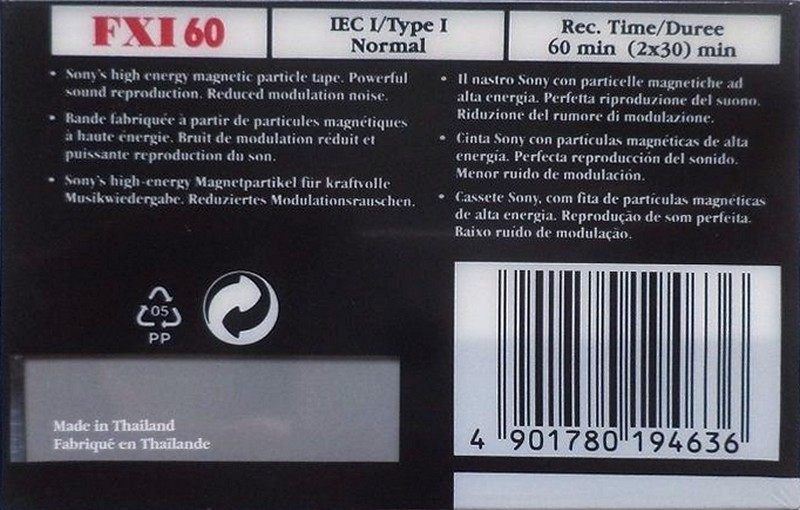 FXI 60
IEC I/Type I
Normal
Rec. Time/Duree
60 min (2x30) min
• Sony's high energy magnetic particle tape. Powerful
sound reproduction. Reduced modulation noise.
• Bande fabriquée à partir de particules magnétiques
à haute énergie. Bruit de modulation réduit et
puissante reproduction du son.
• Sony's high-energy Magnetpartikel für kraftvolle
Musikwiedergabe. Reduziertes Modulationsrauschen.
• Il nastro Sony con particelle magnetiche ad
alta energia. Perfetta riproduzione del suono.
Riduzione del rumore di modulazione.
• Cinta Sony con partículas magnéticas de alta
energía. Perfecta reproducción del sonido.
Menor ruido de modulación.
• Cassete Sony, com fita de partículas magnéticas
de alta energia. Reprodução de som perfeita.
Baixo ruído de modulação.
05
PP
Made in Thailand
Fabriqué en Thaïlande
4 901780 194636